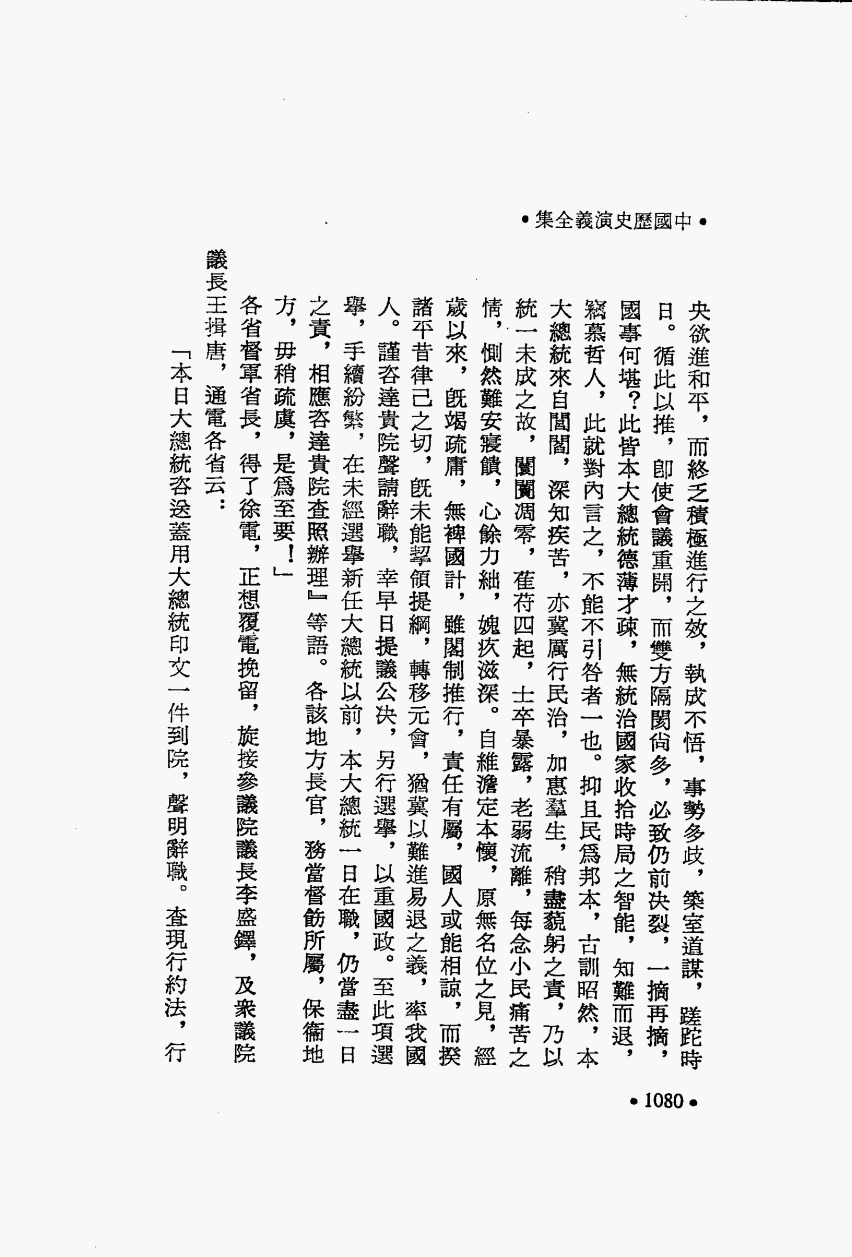 •中國歷史演義全集•
央欲進和平，而終乏積極進行之效，執成不悟，事勢多歧，築室道謀，蹉跎時
日。循此以推，卽使會議重開，而雙方隔閡尙多，必致仍前决裂，一摘再摘，
國事何堪？此皆本大總統德薄才疎，無統治國家收拾時局之智能，知難而退，
竊慕哲人，此就對內言之，不能不引咎者一也。抑且民爲邦本，古訓昭然，本
大總統來自閭閻，深知疾苦，亦冀厲行民治，加惠羣生，稍盡藐躬之責，乃以
統一未成之故，闤闠凋零，萑苻四起，士卒暴露，老弱流離，每念小民痛苦之
情，惻然難安寢饋，心餘力絀，媿疚滋深。自維澹定本懷，原無名位之見，經
歲以來，旣竭疏庸，無裨國計，雖閣制推行，責任有屬，國人或能相諒，而揆
諸平昔律己之切，旣未能挈領提綱，轉移元會，猶冀以難進易退之義，率我國
人。謹咨達貴院聲請辭職，幸早日提議公决，另行選舉，以重國政。至此項選
舉，手續紛繁，在未經選舉新任大總統以前，本大總統一日在職，仍當盡一日
之責，相應咨達貴院查照辦理』等語。各該地方長官，務當督飭所屬，保衞地
方，毋稍疏虞，是爲至要！」
各省督軍省長，得了徐電，正想覆電挽留，旋接參議院議長李盛鐸，及衆議院
議長王揖唐，通電各省云：
「本日大總統咨送蓋用大總統印文一件到院，聲明辭職。査現行約法，行
•1080•